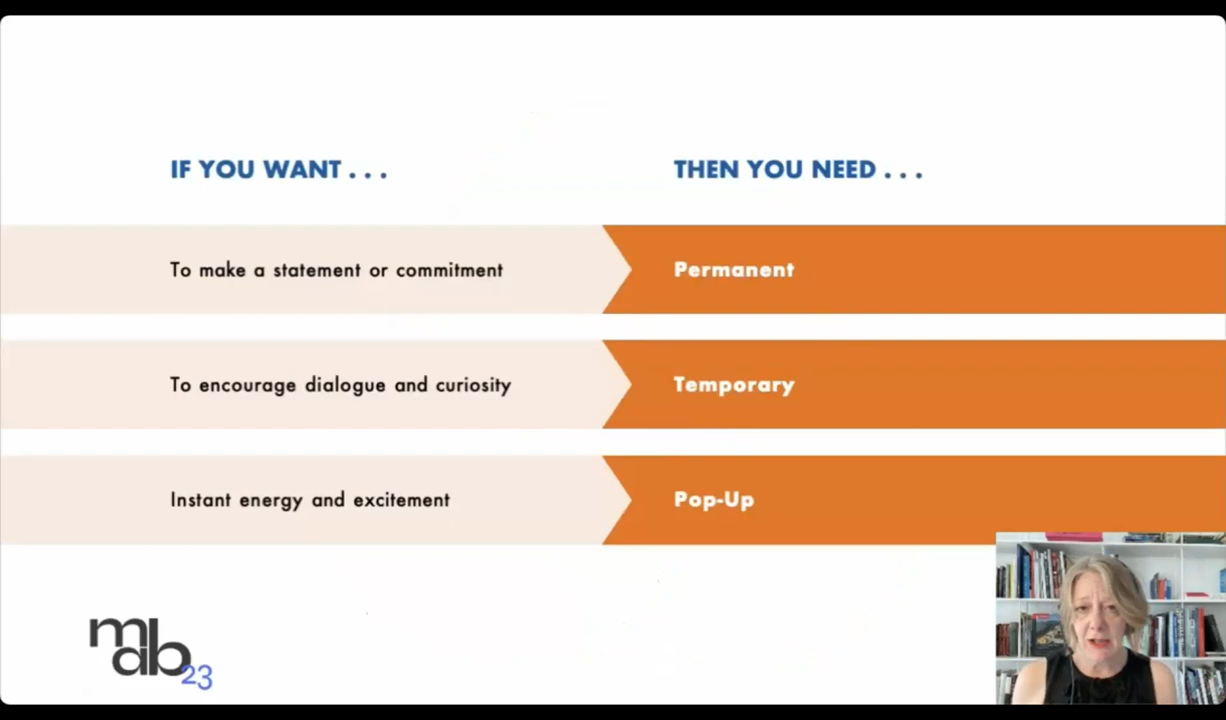 IF YOU WANT . . .
THEN YOU NEED . . .
To make a statement or commitment
Permanent
To encourage dialogue and curiosity
Temporary
Instant energy and excitement
Pop-Up
mab23